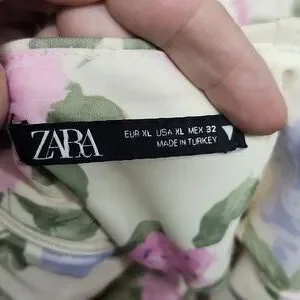 ZARA
EUR XL USA XL MEX 32
MADE IN TURKEY